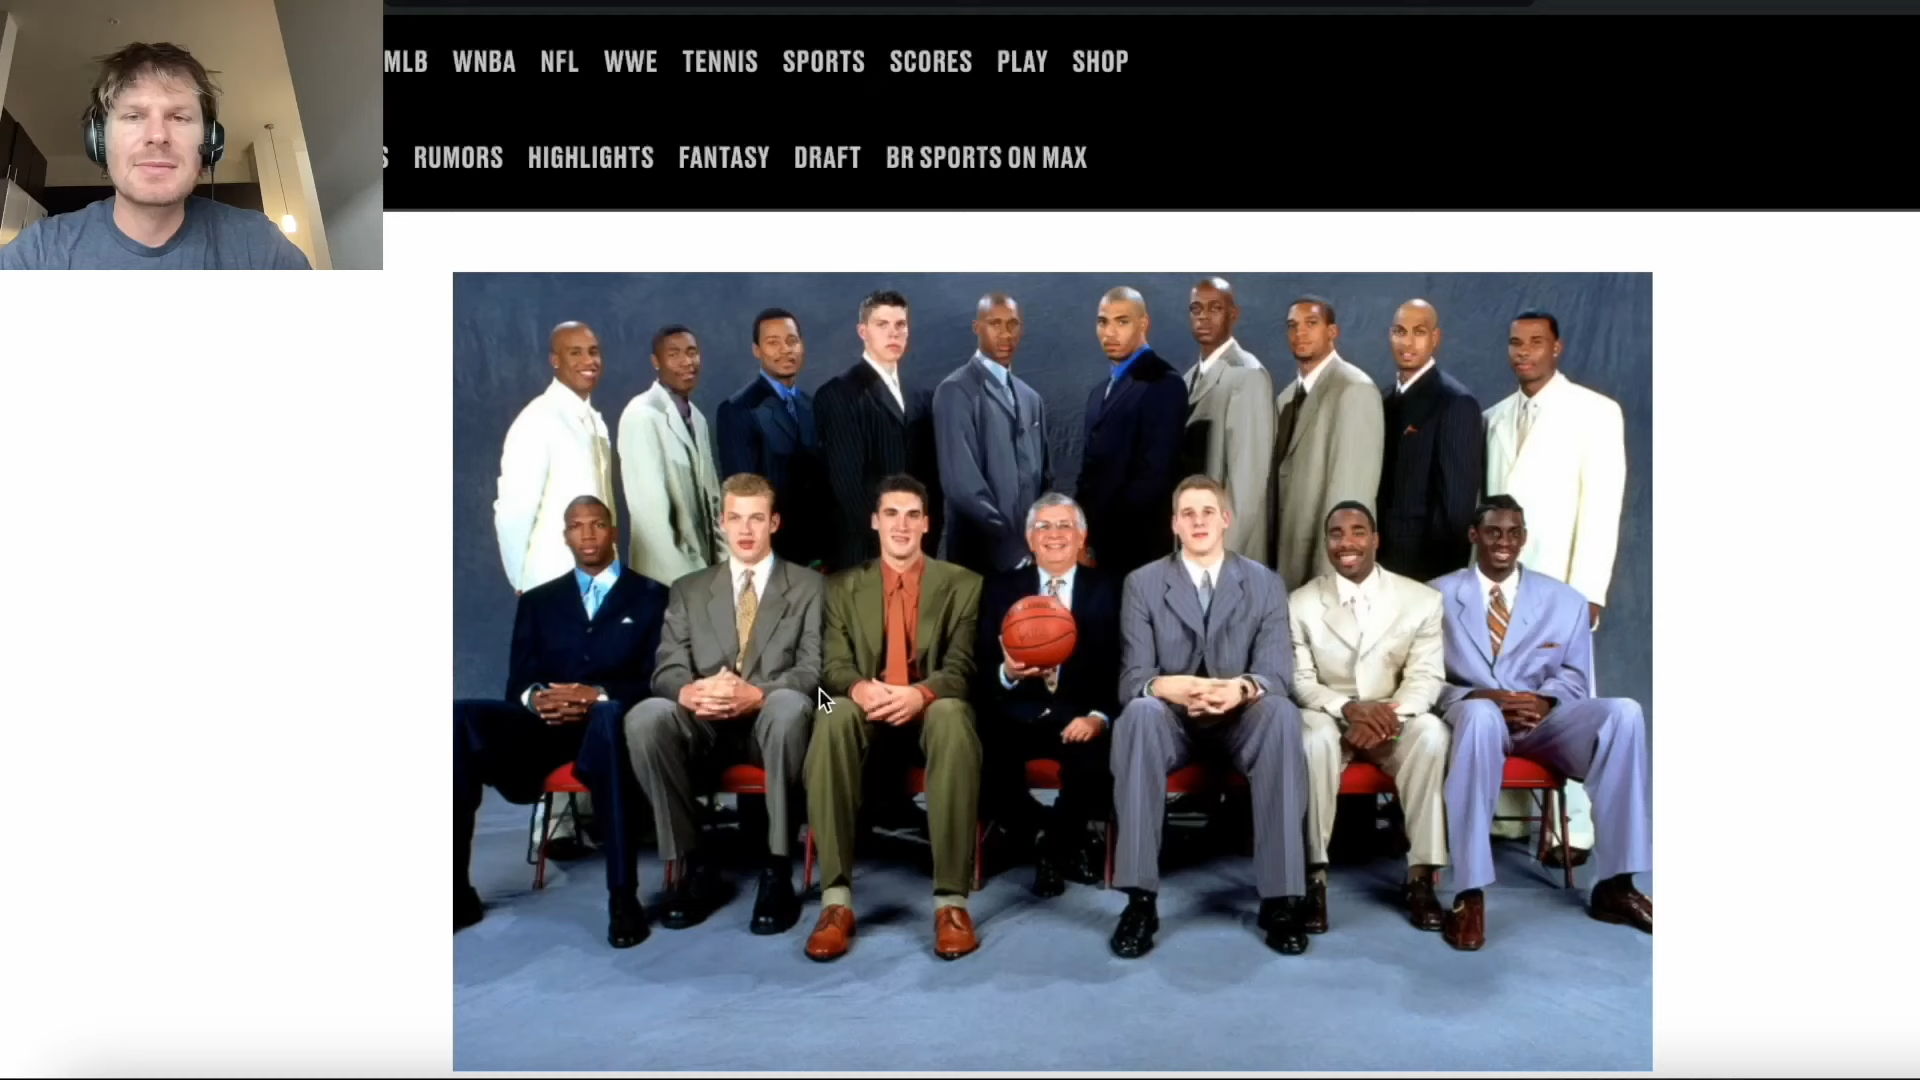 MLB WNBA NFL WWE TENNIS SPORTS SCORES PLAY SHOP
S RUMORS HIGHLIGHTS FANTASY DRAFT BR SPORTS ON MAX